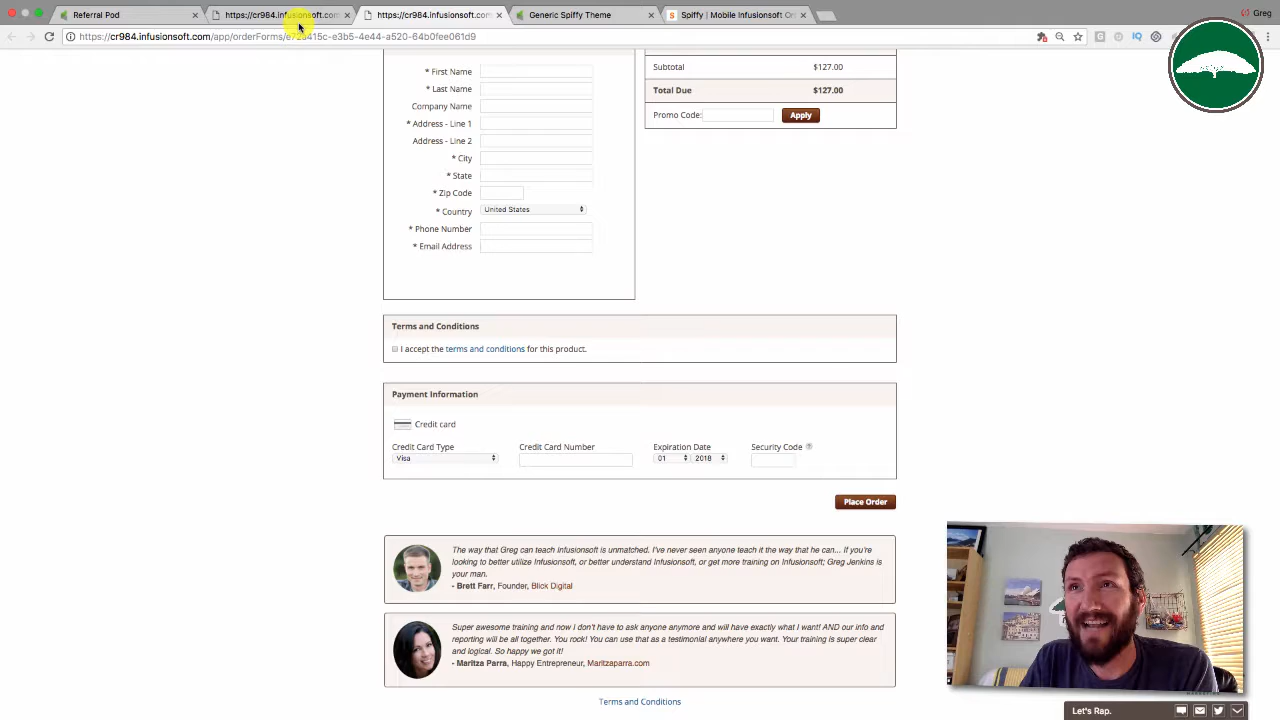 Referral Pod
https://cr984.infusionsoft.com
https://cr984.infusionsoft.com
Generic Spiffy Theme
Spiffy | Mobile Infusionsoft Or
Greg
https://cr984.infusionsoft.com/app/orderForms/e72d415c-e3b5-4e44-a520-64b0fee061d9
* First Name
* Last Name
Company Name
* Address - Line 1
Address - Line 2
* City
* State
* Zip Code
* Country United States
* Phone Number
* Email Address
Subtotal $127.00
Total Due $127.00
Promo Code: Apply
Terms and Conditions
I accept the terms and conditions for this product.
Payment Information
Credit card
Credit Card Type Credit Card Number Expiration Date Security Code
Visa 01 2018
Place Order
The way that Greg can teach Infusionsoft is unmatched. I've never seen anyone teach it the way that he can... If you're
looking to better utilize Infusionsoft, or better understand Infusionsoft, or get more training on Infusionsoft; Greg Jenkins is
your man.
- Brett Farr, Founder, Blick Digital
Super awesome training and now I don't have to ask anyone anymore and will have exactly what I want! AND our info and
reporting will be all together. You rock! You can use that as a testimonial anywhere you want. Your training is super clear
and logical. So happy we got it!
- Maritza Parra, Happy Entrepreneur, Maritzaparra.com
Terms and Conditions
Let's Rap.